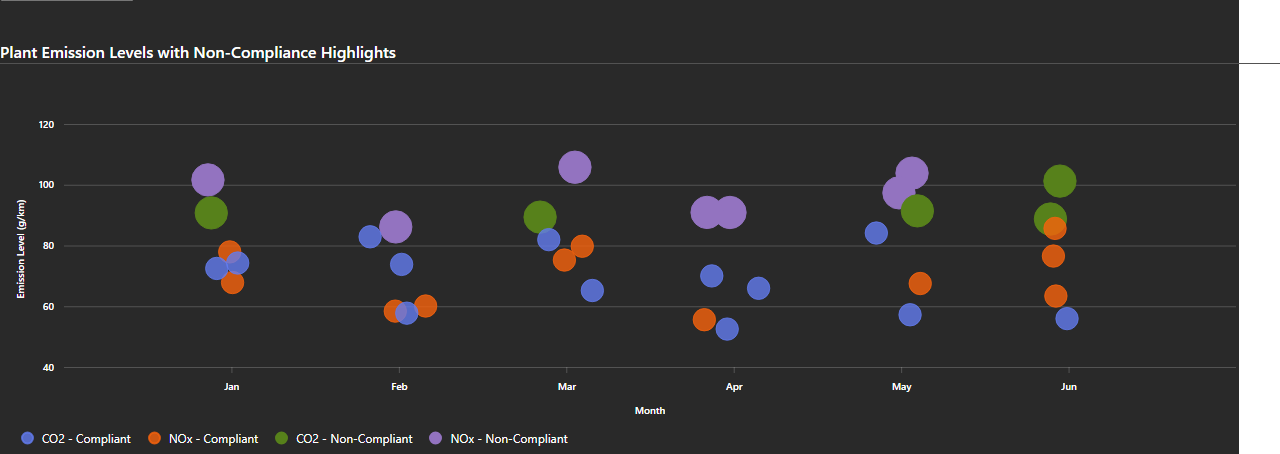 Plant Emission Levels with Non-Compliance Highlights
120
100
80
60
40
Emission Level (g/km)
Jan Feb Mar Apr May Jun
Month
CO2 - Compliant NOx - Compliant CO2 - Non-Compliant NOx - Non-Compliant